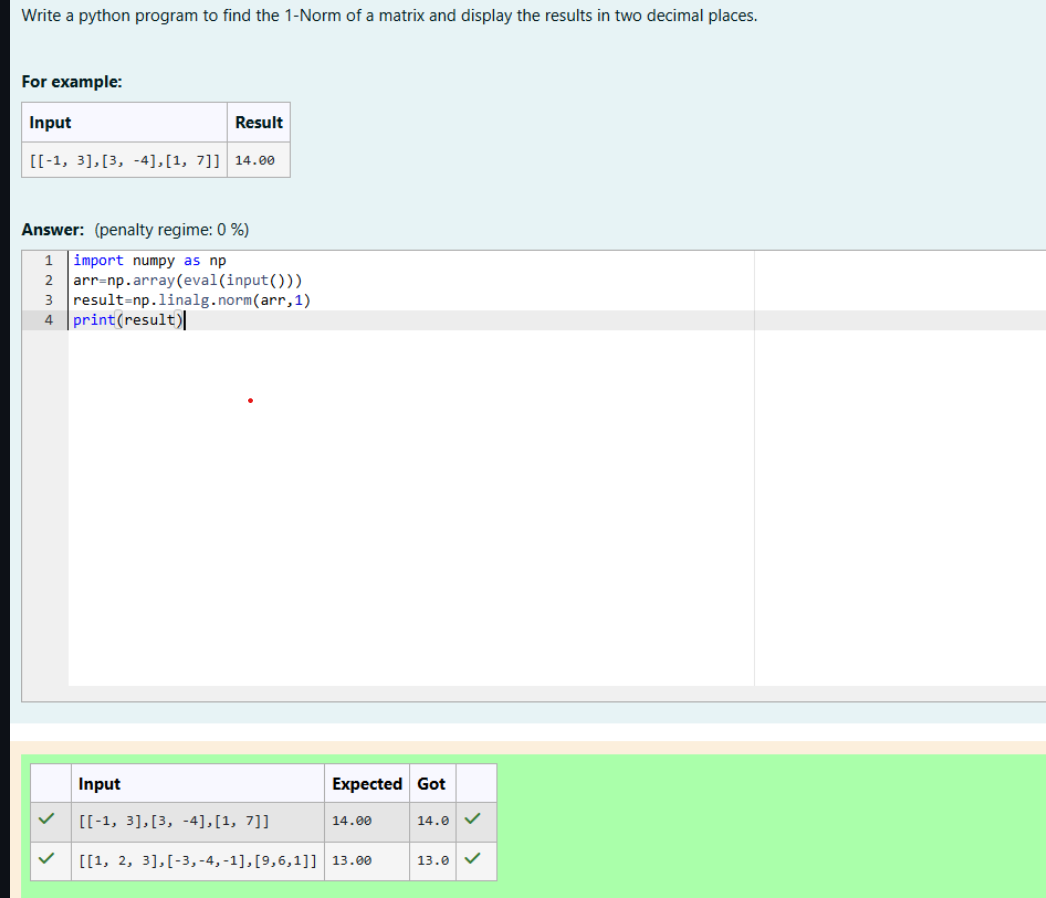 Write a python program to find the 1-Norm of a matrix and display the results in two decimal places.
For example:
Input Result
[[-1, 3],[3, -4],[1, 7]] 14.00
Answer: (penalty regime: 0 %)
1 import numpy as np
2 arr=np.array(eval(input()))
3 result=np.linalg.norm(arr,1)
4 print(result)
Input Expected Got
[[-1, 3],[3, -4],[1, 7]] 14.00 14.0
[[1, 2, 3],[-3,-4,-1],[9,6,1]] 13.00 13.0